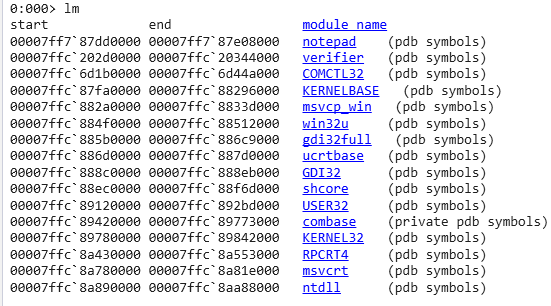 0:000> lm
start end module name
00007ff7`87dd0000 00007ff7`87e08000 notepad (pdb symbols)
00007ffc`202d0000 00007ffc`20344000 verifier (pdb symbols)
00007ffc`6d1b0000 00007ffc`6d44a000 COMCTL32 (pdb symbols)
00007ffc`87fa0000 00007ffc`88296000 KERNELBASE (pdb symbols)
00007ffc`882a0000 00007ffc`8833d000 msvcp_win (pdb symbols)
00007ffc`884f0000 00007ffc`88512000 win32u (pdb symbols)
00007ffc`885b0000 00007ffc`886c9000 gdi32full (pdb symbols)
00007ffc`886d0000 00007ffc`887d0000 ucrtbase (pdb symbols)
00007ffc`888c0000 00007ffc`888eb000 GDI32 (pdb symbols)
00007ffc`88ec0000 00007ffc`88f6d000 shcore (pdb symbols)
00007ffc`89120000 00007ffc`892bd000 USER32 (pdb symbols)
00007ffc`89420000 00007ffc`89773000 combase (private pdb symbols)
00007ffc`89780000 00007ffc`89842000 KERNEL32 (pdb symbols)
00007ffc`8a430000 00007ffc`8a553000 RPCRT4 (pdb symbols)
00007ffc`8a780000 00007ffc`8a81e000 msvcrt (pdb symbols)
00007ffc`8a890000 00007ffc`8aa88000 ntdll (pdb symbols)